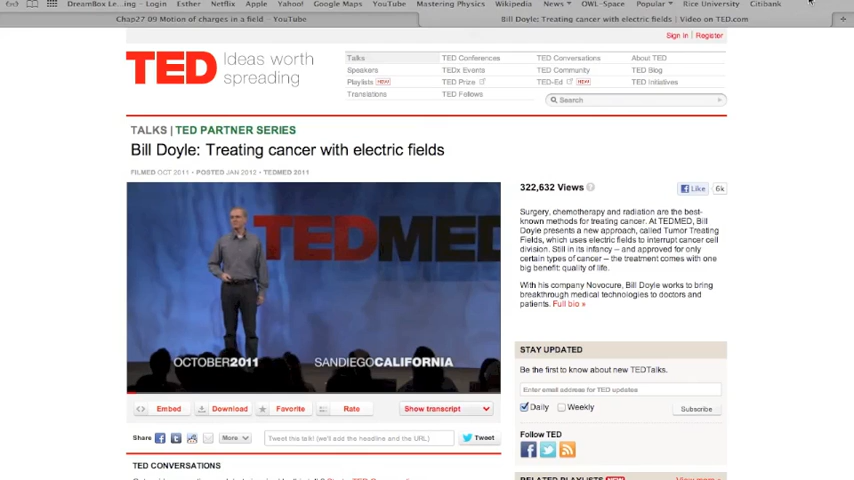 DreamBox Le...ing - Login Esther Netflix Apple Yahoo! Google Maps YouTube Mastering Physics Wikipedia News OWL-Space Popular Rice University Citibank
Chap27 09 Motion of charges in a field - YouTube
Bill Doyle: Treating cancer with electric fields | Video on TED.com
Sign in | Register
TED Ideas worth spreading
Talks TED Conferences TED Conversations About TED
Speakers TEDx Events TED Community TED Blog
Playlists NEW! TED Prize TED-Ed NEW! TED Initiatives
Translations TED Fellows
Search
TALKS | TED PARTNER SERIES
Bill Doyle: Treating cancer with electric fields
FILMED OCT 2011 • POSTED JAN 2012 • TEDMED 2011
TEDMED
OCTOBER2011 SANDIEGOCALIFORNIA
322,632 Views ?
Like 6k
Surgery, chemotherapy and radiation are the best-
known methods for treating cancer. At TEDMED, Bill
Doyle presents a new approach, called Tumor Treating
Fields, which uses electric fields to interrupt cancer cell
division. Still in its infancy -- and approved for only
certain types of cancer -- the treatment comes with one
big benefit: quality of life.
With his company Novocure, Bill Doyle works to bring
breakthrough medical technologies to doctors and
patients. Full bio »
STAY UPDATED
Be the first to know about new TEDTalks.
Enter email address for TED updates
Daily Weekly
Subscribe
Follow TED
Embed Download Favorite Rate Show transcript
Share More Tweet this talk! (we'll add the headline and the URL) Tweet
TED CONVERSATIONS
RELATED PLAYLISTS NEW View more »